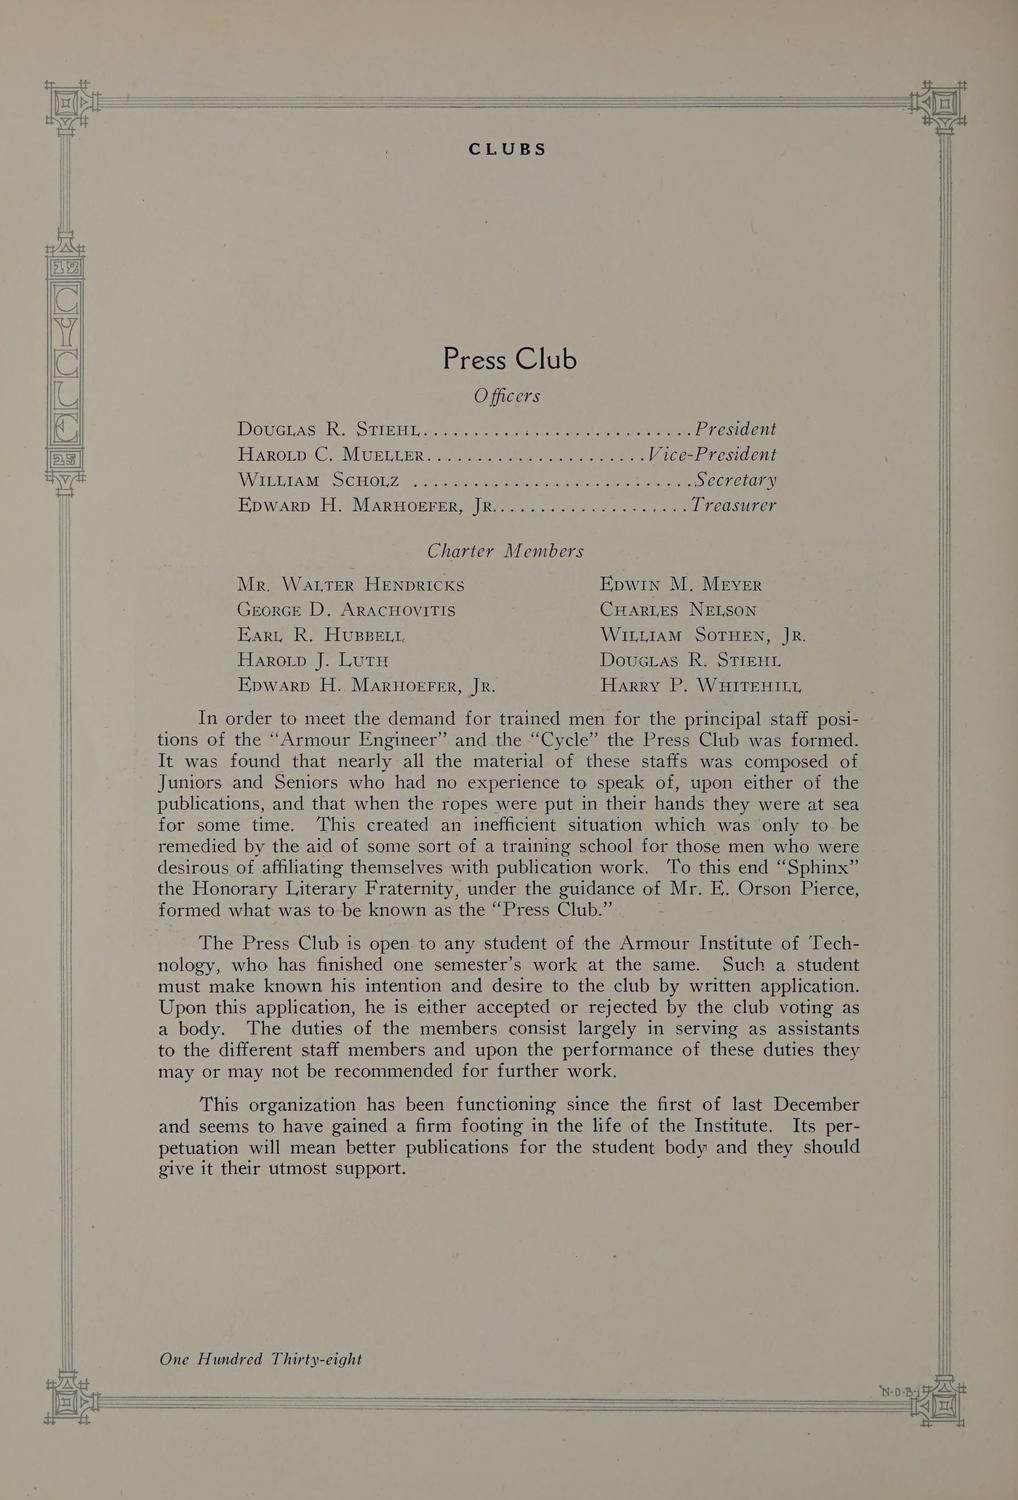 CLUBS
19
CYCLE
25
Press Club
Officers
Douglas R. Stiehl............................President
Harold C. Mueller......................Vice-President
William Scholz ............................Secretary
Edward H. Marhoefer, Jr....................Treasurer
Charter Members
Mr. Walter Hendricks
George D. Arachovitis
Earl R. Hubbell
Harold J. Luth
Edward H. Marhoefer, Jr.
Edwin M. Meyer
Charles Nelson
William Sothen, Jr.
Douglas R. Stiehl
Harry P. Whitehill
In order to meet the demand for trained men for the principal staff posi-
tions of the “Armour Engineer” and the “Cycle” the Press Club was formed.
It was found that nearly all the material of these staffs was composed of
Juniors and Seniors who had no experience to speak of, upon either of the
publications, and that when the ropes were put in their hands they were at sea
for some time. This created an inefficient situation which was only to be
remedied by the aid of some sort of a training school for those men who were
desirous of affiliating themselves with publication work. To this end “Sphinx”
the Honorary Literary Fraternity, under the guidance of Mr. E. Orson Pierce,
formed what was to be known as the “Press Club.”
The Press Club is open to any student of the Armour Institute of Tech-
nology, who has finished one semester’s work at the same. Such a student
must make known his intention and desire to the club by written application.
Upon this application, he is either accepted or rejected by the club voting as
a body. The duties of the members consist largely in serving as assistants
to the different staff members and upon the performance of these duties they
may or may not be recommended for further work.
This organization has been functioning since the first of last December
and seems to have gained a firm footing in the life of the Institute. Its per-
petuation will mean better publications for the student body and they should
give it their utmost support.
One Hundred Thirty-eight